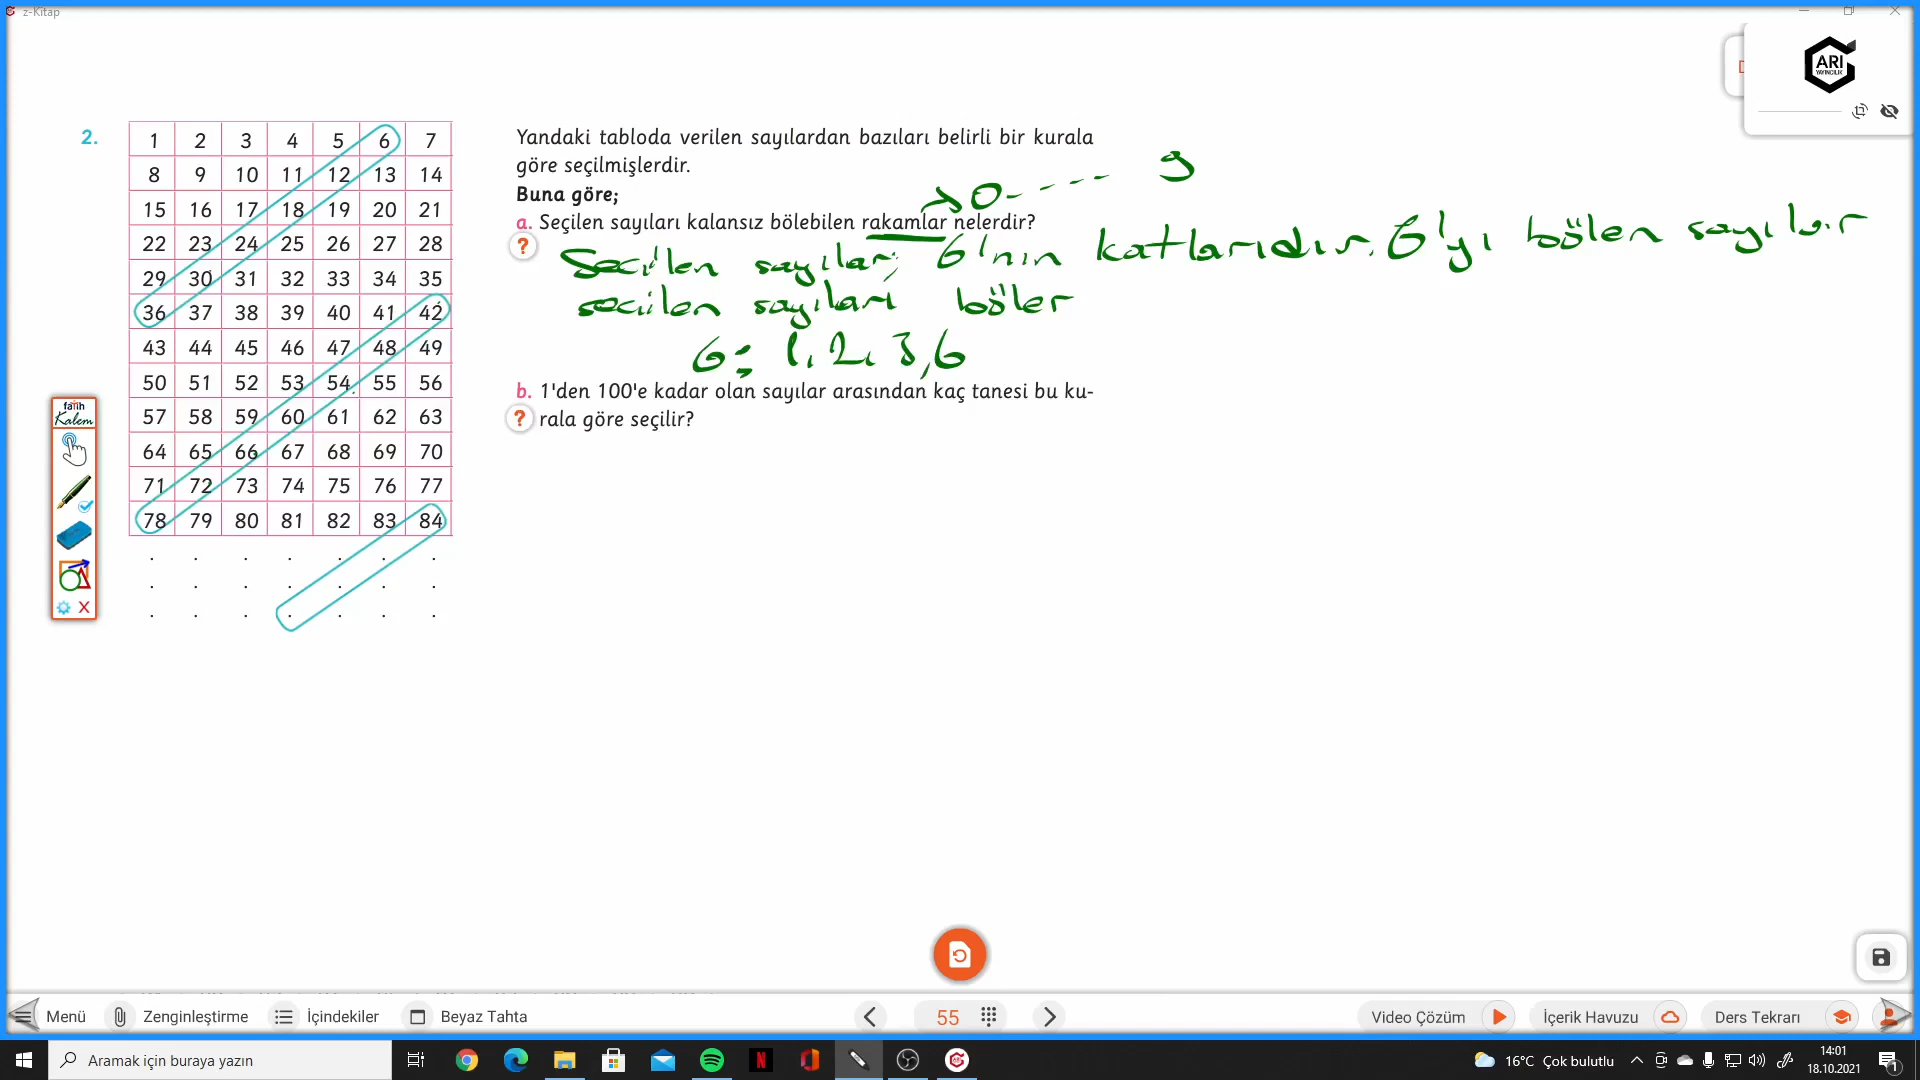 z-Kitap
ARI
YAYINCILIK
2.
1 2 3 4 5 6 7
8 9 10 11 12 13 14
15 16 17 18 19 20 21
22 23 24 25 26 27 28
29 30 31 32 33 34 35
36 37 38 39 40 41 42
43 44 45 46 47 48 49
50 51 52 53 54 55 56
57 58 59 60 61 62 63
64 65 66 67 68 69 70
71 72 73 74 75 76 77
78 79 80 81 82 83 84
Yandaki tabloda verilen sayılardan bazıları belirli bir kurala
göre seçilmişlerdir.
Buna göre;
0 - - - - 9
a. Seçilen sayıları kalansız bölebilen rakamlar nelerdir?
?
Seçilen sayılar; 6'nın katlarıdır. 6'yı bölen sayılar
seçilen sayıları böler
6: 1, 2, 3, 6
b. 1'den 100'e kadar olan sayılar arasından kaç tanesi bu ku-
? rala göre seçilir?
fatih
Kalem
X
Menü
Zenginleştirme
İçindekiler
Beyaz Tahta
55
Video Çözüm
İçerik Havuzu
Ders Tekrarı
Aramak için buraya yazın
16°C Çok bulutlu
14:01
18.10.2021
1